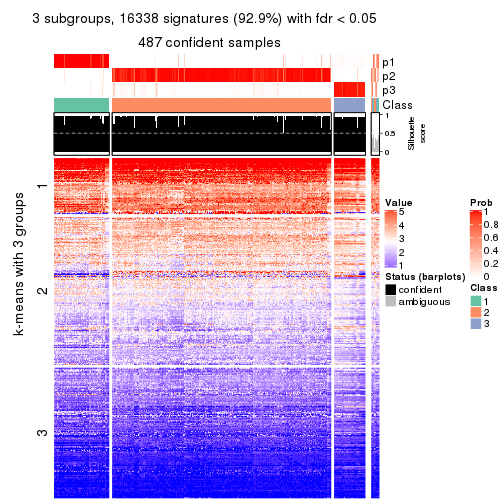 3 subgroups, 16338 signatures (92.9%) with fdr < 0.05
487 confident samples
p1
p2
p3
Class
1
0.5
0
Silhouette
score
k-means with 3 groups
1
2
3
Value
5
4
3
2
1
Status (barplots)
confident
ambiguous
Prob
1
0.8
0.6
0.4
0.2
0
Class
1
2
3